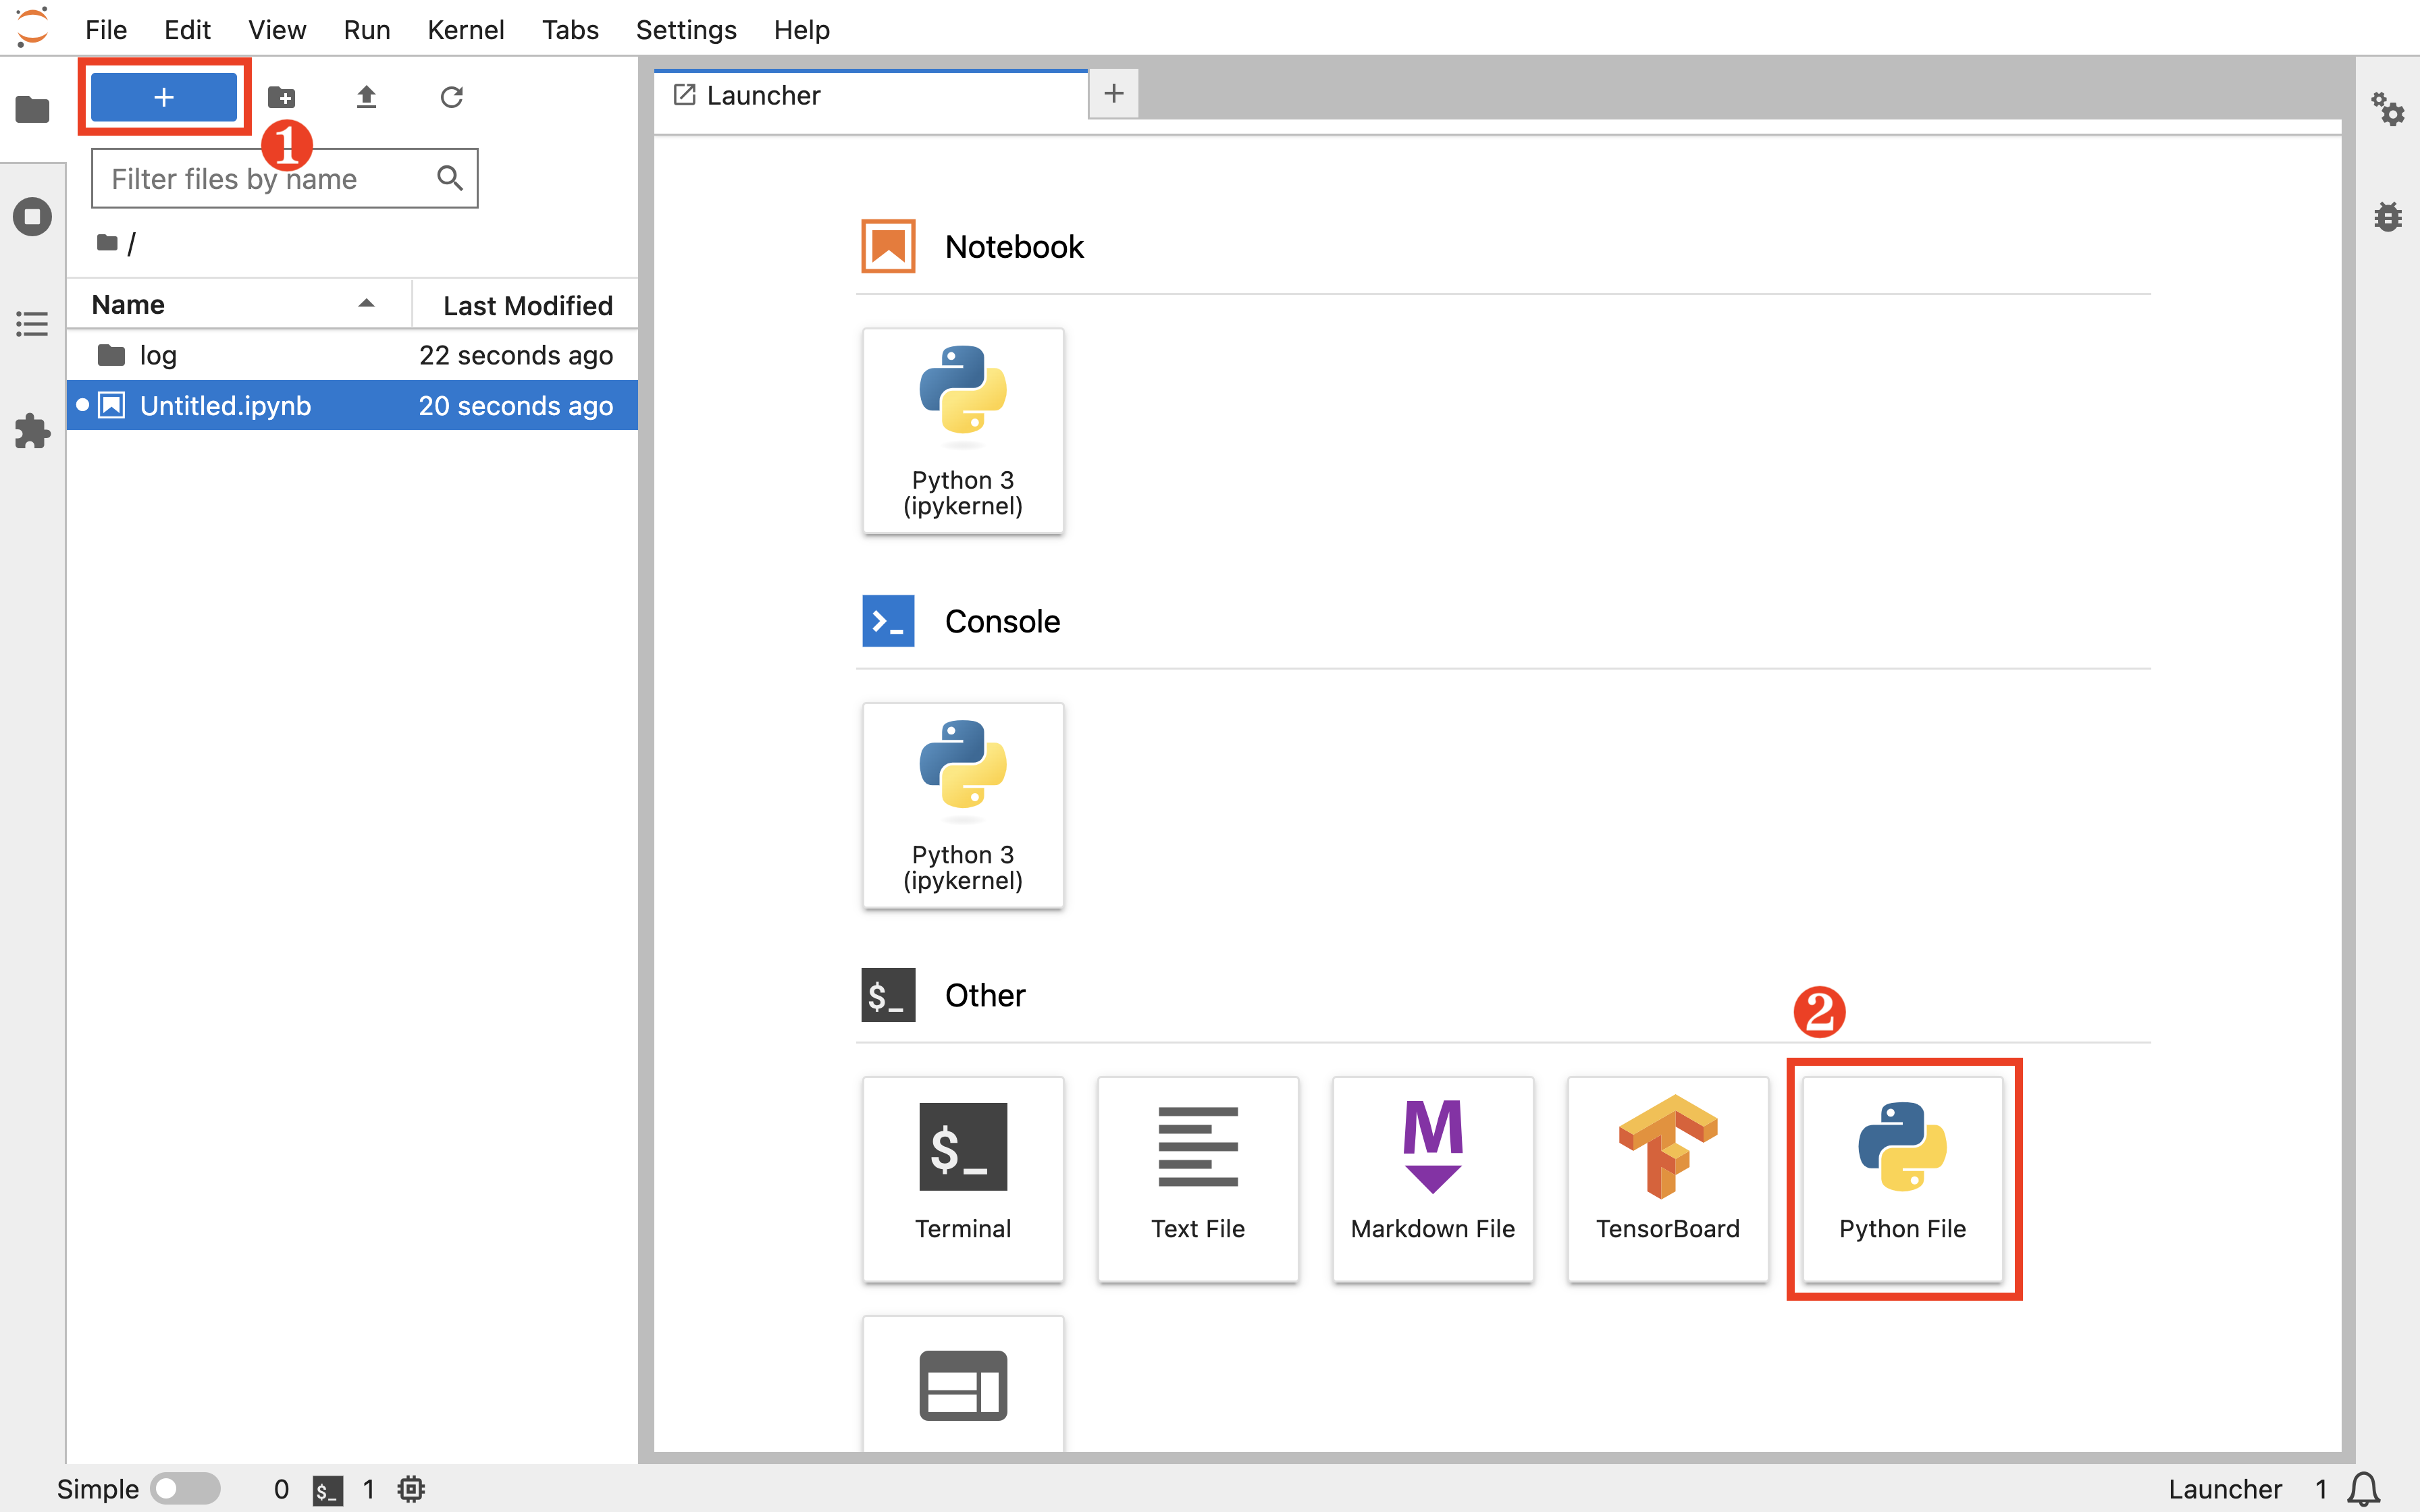 File Edit View Run Kernel Tabs Settings Help
+
1
Filter files by name
/
Name Last Modified
log 22 seconds ago
Untitled.ipynb 20 seconds ago
Launcher +
Notebook
Python 3
(ipykernel)
Console
Python 3
(ipykernel)
$_ Other
2
$_
Terminal
Text File
M
Markdown File
TensorBoard
Python File
Simple 0 $_ 1
Launcher 1